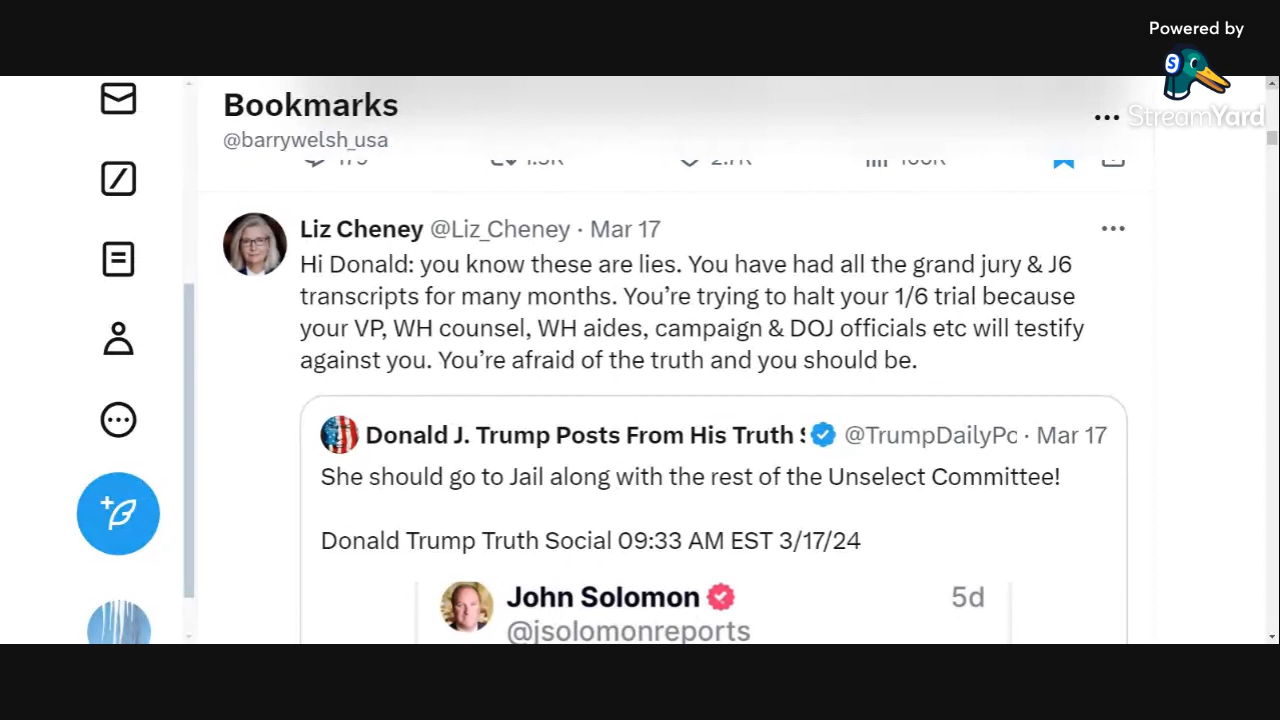 Powered by
StreamYard
Bookmarks
@barrywelsh_usa
Liz Cheney @Liz_Cheney · Mar 17
Hi Donald: you know these are lies. You have had all the grand jury & J6
transcripts for many months. You’re trying to halt your 1/6 trial because
your VP, WH counsel, WH aides, campaign & DOJ officials etc will testify
against you. You’re afraid of the truth and you should be.
Donald J. Trump Posts From His Truth @TrumpDailyPo · Mar 17
She should go to Jail along with the rest of the Unselect Committee!
Donald Trump Truth Social 09:33 AM EST 3/17/24
John Solomon 5d
@jsolomonreports